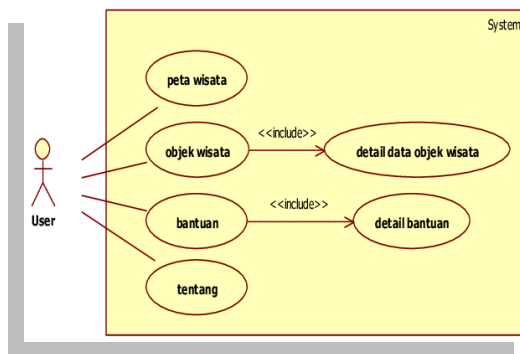 System
peta wisata
<<include>>
objek wisata
detail data objek wisata
<<include>>
User
bantuan
detail bantuan
tentang